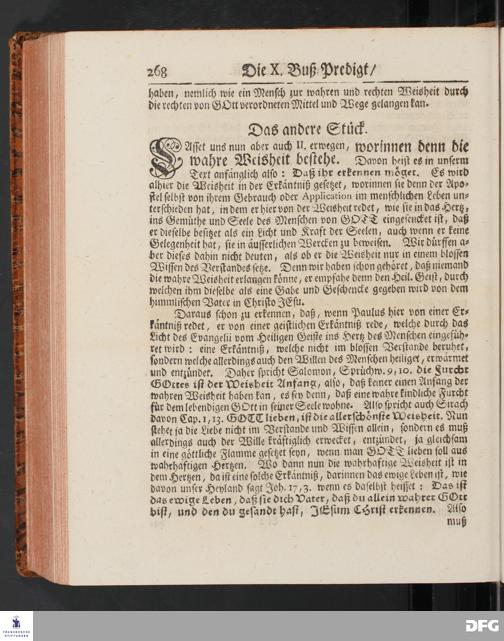 268 Die X. Buß-Predigt/
haben, nemlich wie ein Mensch zur wahren und rechten Weisheit durch
die rechten von GOtt verordneten Mittel und Wege gelangen kan.
Das andere Stück.
LAsset uns nun aber auch II. erwegen, worinnen denn die
wahre Weisheit bestehe. Davon heist es in unserm
Text anfänglich also: Daß ihr erkennen möget. Es wird
alhier die Weisheit in der Erkäntniß gesetzet, worinnen sie denn der Apo-
stel selbst von ihrem Gebrauch oder Application im menschlichen Leben un-
terschieden hat, indem er hier von der Weisheit redet, wie sie in das Hertz,
ins Gemüthe und Seele des Menschen von GOTT eingesencket ist, daß
er dieselbe besitzet als ein Licht und Kraft der Seelen, auch wenn er keine
Gelegenheit hat, sie in äusserlichen Wercken zu beweisen. Wir dürffen a-
ber dieses dahin nicht deuten, als ob er die Weisheit nur in einem blossen
Wissen des Verstandes setze. Denn wir haben schon gehöret, daß niemand
die wahre Weisheit erlangen könne, er empfahe denn den Heil. Geist, durch
welchen ihm dieselbe als eine Gabe und Geschencke gegeben wird von dem
himmlischen Vater in Christo JEsu.
Daraus schon zu erkennen, daß, wenn Paulus hier von einer Er-
käntniß redet, er von einer geistlichen Erkäntniß rede, welche durch das
Licht des Evangelii vom Heiligen Geiste ins Hertz des Menschen eingefüh-
ret wird: eine Erkäntniß, welche nicht im blossen Verstande beruhet,
sondern welche allerdings auch den Willen des Menschen heiliget, erwärmet
und entzündet. Daher spricht Salomon, Sprüchw. 9, 10. die Furcht
GOttes ist der Weisheit Anfang, also, daß keiner einen Anfang der
wahren Weisheit haben kan, es sey denn, daß eine wahre kindliche Furcht
für dem lebendigen GOtt in seiner Seele wohne. Also spricht auch Sirach
davon Cap. 1, 13. GOTT lieben, ist die allerschönste Weisheit. Nun
stehet ja die Liebe nicht im Verstande und Wissen allein, sondern es muß
allerdings auch der Wille kräftiglich erwecket, entzündet, ja gleichsam
in eine göttliche Flamme gesetzet seyn, wenn man GOTT lieben soll aus
wahrhaftigen Hertzen. Wo dann nun die wahrhaftige Weisheit ist in
dem Hertzen, da ist eine solche Erkäntniß, darinnen das ewige Leben ist, wie
davon unser Heyland sagt Joh. 17, 3. wenn es daselbst heisset: Das ist
das ewige Leben, daß sie dich Vater, daß du allein wahrer GOtt
bist, und den du gesandt hast, JEsum CHrist erkennen. Also
muß
FRANCKESCHE
STIFTUNGEN
DFG